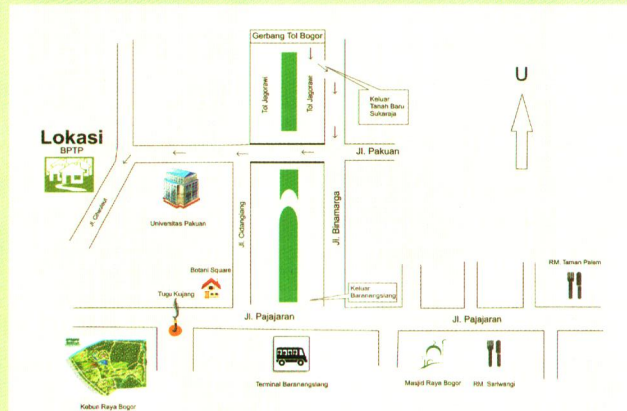 Gerbang Tol Bogor
Tol Jagorawi
Tol Jagorawi
Keluar
Tanah Baru
Sukaraja
U
Lokasi
BPTP
Jl. Pakuan
Jl. Cidangiang
Jl. Binamarga
Universitas Pakuan
Botani Square
Tugu Kujang
Keluar
Baranangsiang
RM. Taman Palem
Jl. Pajajaran
Jl. Pajajaran
Terminal Baranangsiang
Masjid Raya Bogor
RM. Sariwangi
Kebun Raya Bogor